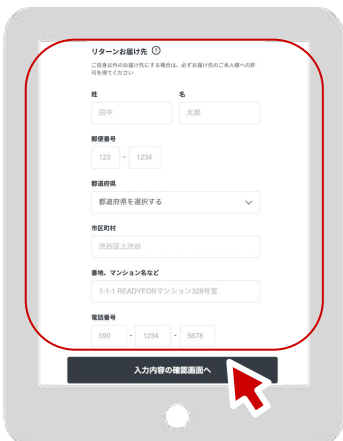 リターンお届け先 ?
ご自身以外のお届け先にする場合は、必ずお届け先のご本人様への許
可を得てください
姓 名
田中 太郎
郵便番号
123 - 1234
都道府県
都道府県を選択する
市区町村
渋谷区上渋谷
番地、マンション名など
1-1-1 READYFORマンション329号室
電話番号
090 - 1234 - 5678
入力内容の確認画面へ